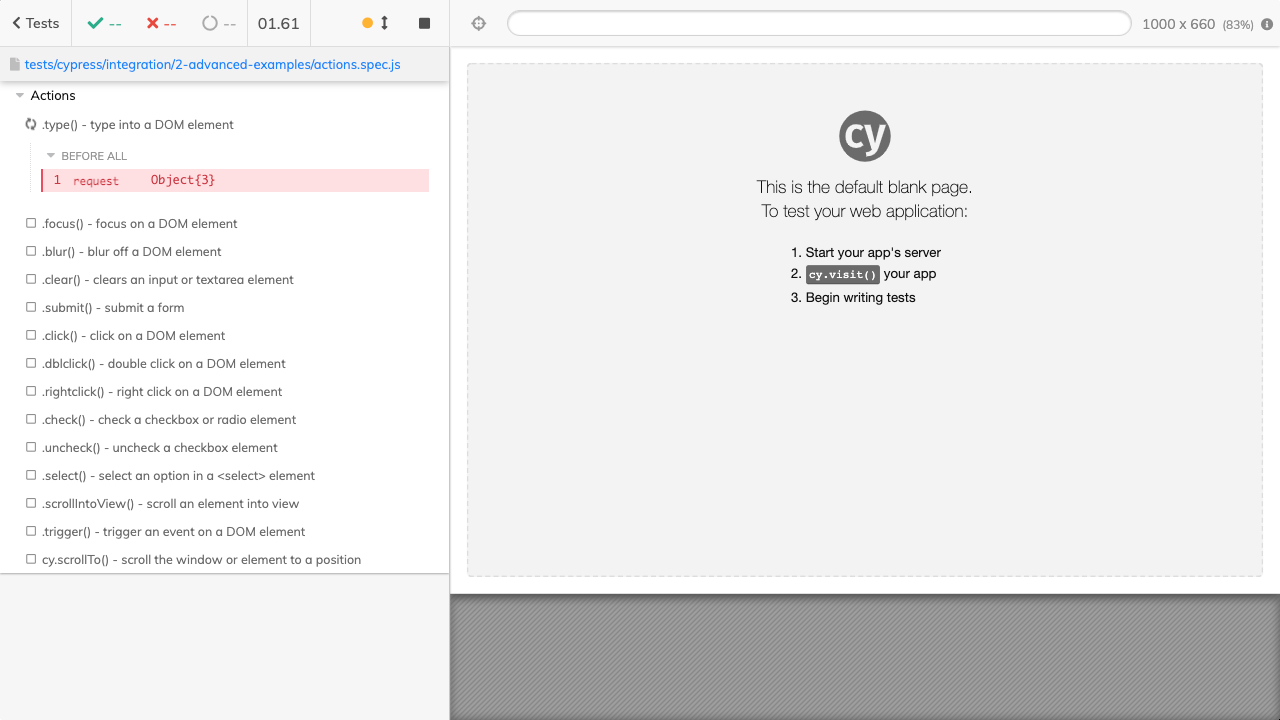 Tests
--
--
--
01.61
1000 x 660 (83%)
tests/cypress/integration/2-advanced-examples/actions.spec.js
Actions
.type() - type into a DOM element
BEFORE ALL
1 request Object{3}
.focus() - focus on a DOM element
.blur() - blur off a DOM element
.clear() - clears an input or textarea element
.submit() - submit a form
.click() - click on a DOM element
.dblclick() - double click on a DOM element
.rightclick() - right click on a DOM element
.check() - check a checkbox or radio element
.uncheck() - uncheck a checkbox element
.select() - select an option in a <select> element
.scrollIntoView() - scroll an element into view
.trigger() - trigger an event on a DOM element
cy.scrollTo() - scroll the window or element to a position
cy
This is the default blank page.
To test your web application:
1. Start your app's server
2. cy.visit() your app
3. Begin writing tests